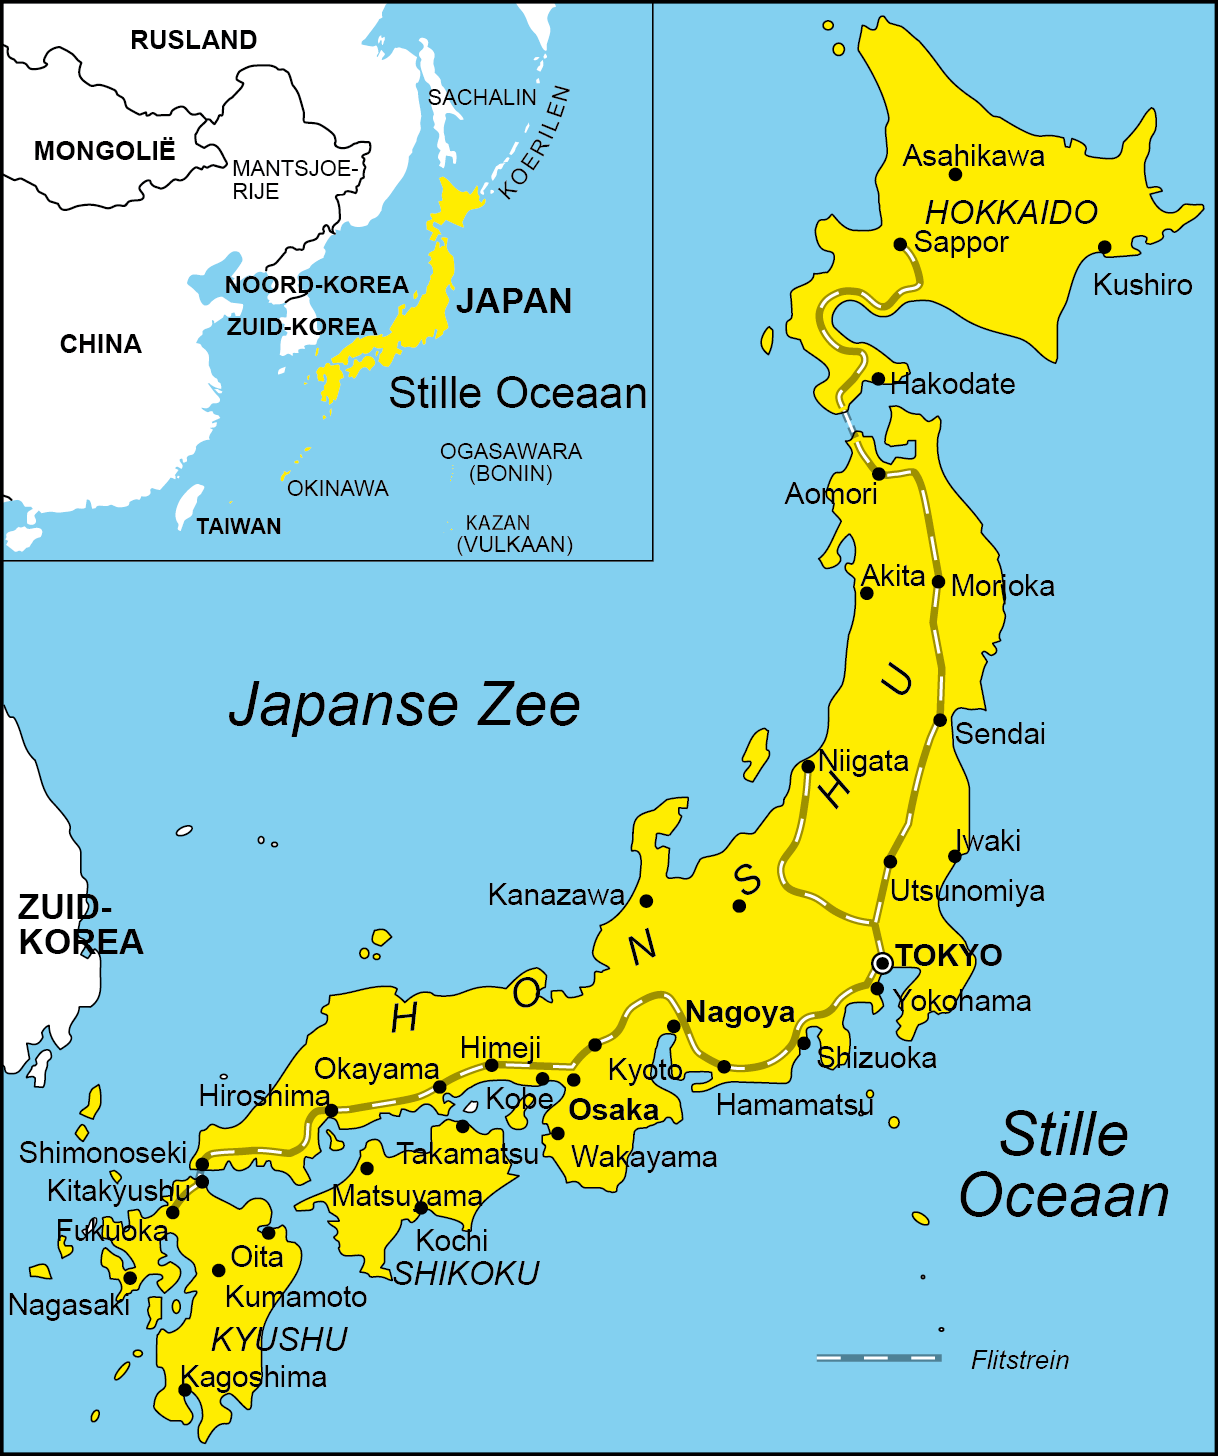 RUSLAND
SACHALIN
KOERILEN
MONGOLIË
MANTSJOE-
RIJE
NOORD-KOREA
JAPAN
ZUID-KOREA
CHINA
Stille Oceaan
OGASAWARA
(BONIN)
OKINAWA
TAIWAN
KAZAN
(VULKAAN)
Asahikawa
HOKKAIDO
Sappor
Kushiro
Hakodate
Aomori
Akita
Morioka
Japanse Zee
Sendai
Niigata
HONSHU
Iwaki
Kanazawa
Utsunomiya
ZUID-
KOREA
TOKYO
Yokohama
Nagoya
Himeji
Shizuoka
Okayama
Kyoto
Hiroshima
Kobe
Osaka
Hamamatsu
Stille
Oceaan
Shimonoseki
Takamatsu
Wakayama
Kitakyushu
Matsuyama
Fukuoka
Kochi
Oita
SHIKOKU
Nagasaki
Kumamoto
KYUSHU
Kagoshima
Flitstrein